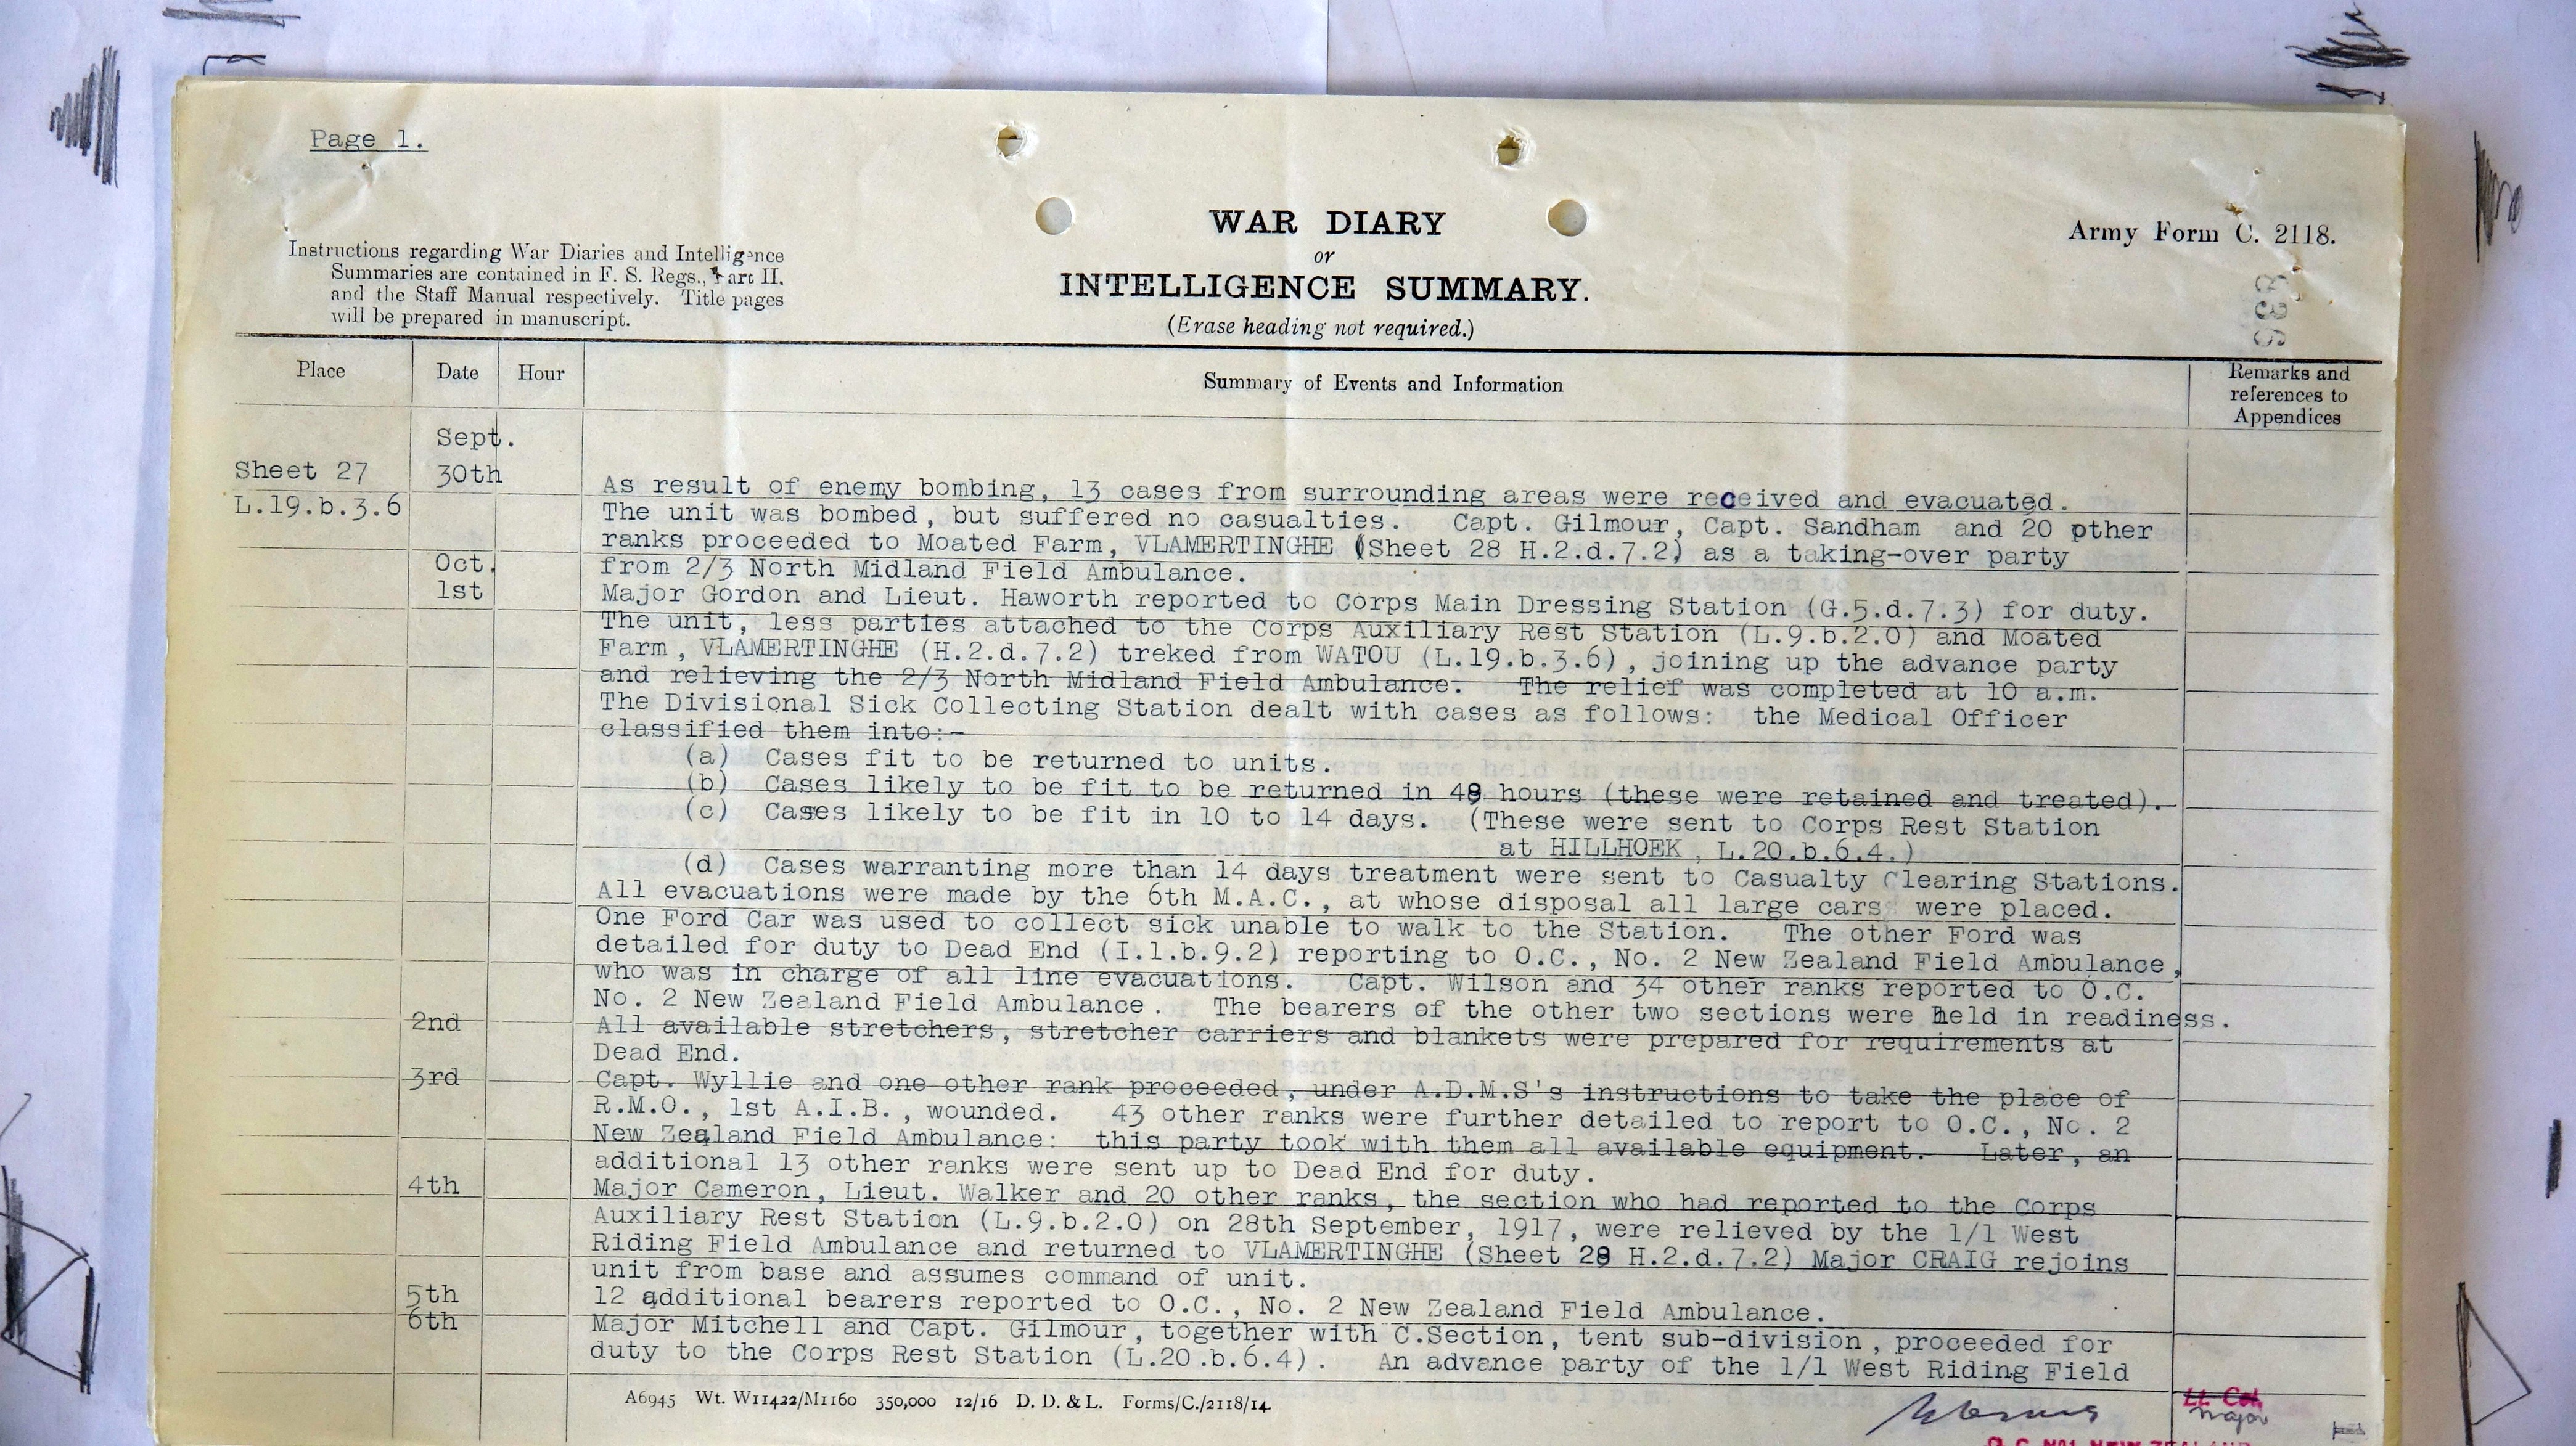 Page 1.
WAR DIARY
or
INTELLIGENCE SUMMARY.
(Erase heading not required.)
Army Form C. 2118.
Instructions regarding War Diaries and Intelligence
Summaries are contained in F. S. Regs., Part II.
and the Staff Manual respectively. Title pages
will be prepared in manuscript.
Place Date Hour Summary of Events and Information Remarks and
references to
Appendices
Sept.
Sheet 27 30th As result of enemy bombing, 13 cases from surrounding areas were received and evacuated.
L.19.b.3.6 The unit was bombed, but suffered no casualties. Capt. Gilmour, Capt. Sandham and 20 pther
ranks proceeded to Moated Farm, VLAMERTINGHE (Sheet 28 H.2.d.7.2) as a taking-over party
Oct. from 2/3 North Midland Field Ambulance.
1st Major Gordon and Lieut. Haworth reported to Corps Main Dressing Station (G.5.d.7.3) for duty.
The unit, less parties attached to the Corps Auxiliary Rest Station (L.9.b.2.0) and Moated
Farm, VLAMERTINGHE (H.2.d.7.2) treked from WATOU (L.19.b.3.6), joining up the advance party
and relieving the 2/3 North Midland Field Ambulance. The relief was completed at 10 a.m.
The Divisional Sick Collecting Station dealt with cases as follows: the Medical Officer
classified them into:-
(a) Cases fit to be returned to units.
(b) Cases likely to be fit to be returned in 48 hours (these were retained and treated).
(c) Cases likely to be fit in 10 to 14 days. (These were sent to Corps Rest Station
at HILLHOEK, L.20.b.6.4.)
(d) Cases warranting more than 14 days treatment were sent to Casualty Clearing Stations.
All evacuations were made by the 6th M.A.C., at whose disposal all large cars were placed.
One Ford Car was used to collect sick unable to walk to the Station. The other Ford was
detailed for duty to Dead End (I.1.b.9.2) reporting to O.C., No. 2 New Zealand Field Ambulance,
who was in charge of all line evacuations. Capt. Wilson and 34 other ranks reported to O.C.
No. 2 New Zealand Field Ambulance. The bearers of the other two sections were held in readiness.
2nd All available stretchers, stretcher carriers and blankets were prepared for requirements at
Dead End.
3rd Capt. Wyllie and one other rank proceeded, under A.D.M.S's instructions to take the place of
R.M.O., 1st A.I.B., wounded. 43 other ranks were further detailed to report to O.C., No. 2
New Zealand Field Ambulance: this party took with them all available equipment. Later, an
additional 13 other ranks were sent up to Dead End for duty.
4th Major Cameron, Lieut. Walker and 20 other ranks, the section who had reported to the Corps
Auxiliary Rest Station (L.9.b.2.0) on 28th September, 1917, were relieved by the 1/1 West
Riding Field Ambulance and returned to VLAMERTINGHE (Sheet 28 H.2.d.7.2) Major CRAIG rejoins
unit from base and assumes command of unit.
5th 12 additional bearers reported to O.C., No. 2 New Zealand Field Ambulance.
6th Major Mitchell and Capt. Gilmour, together with C.Section, tent sub-division, proceeded for
duty to the Corps Rest Station (L.20.b.6.4). An advance party of the 1/1 West Riding Field
A6945 Wt. W11422/M1160 350,000 12/16 D. D. & L. Forms/C./2118/14.
Lt. Col.
Major